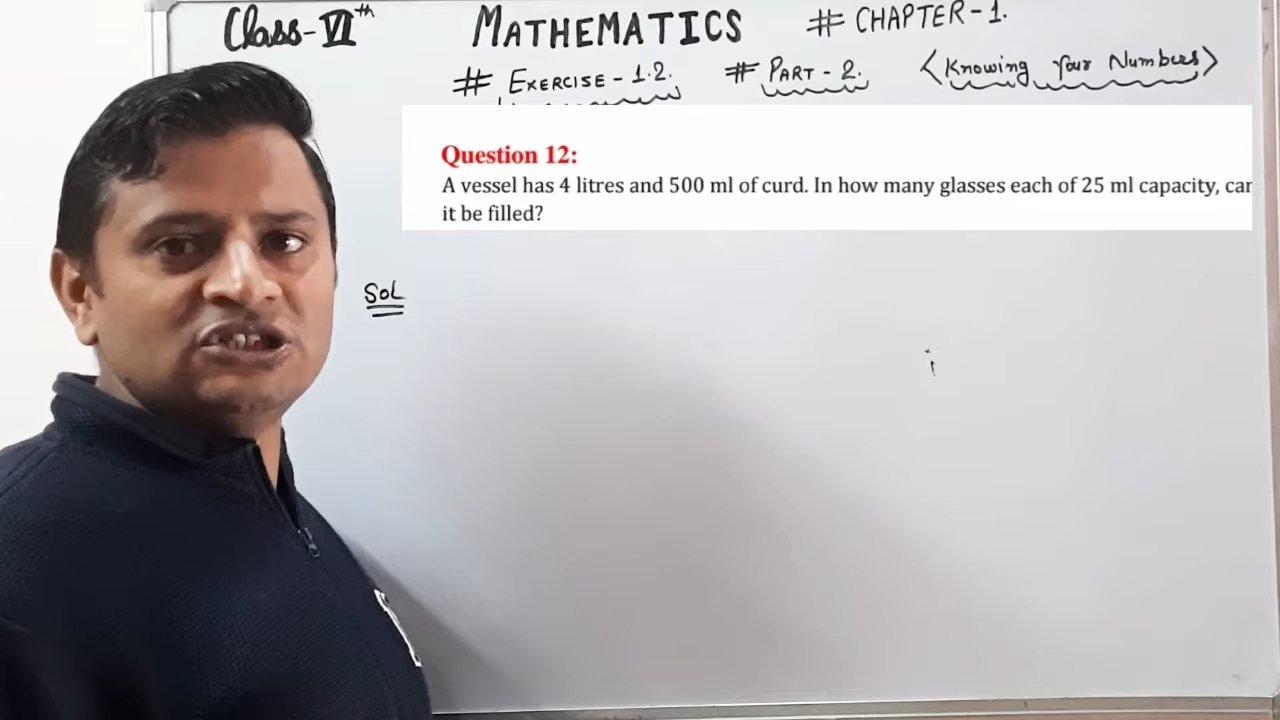 Class-VIth MATHEMATICS # CHAPTER-1.
# EXERCISE-1.2. # PART-2. <Knowing Your Numbers>
Question 12:
A vessel has 4 litres and 500 ml of curd. In how many glasses each of 25 ml capacity, can
it be filled?
Sol